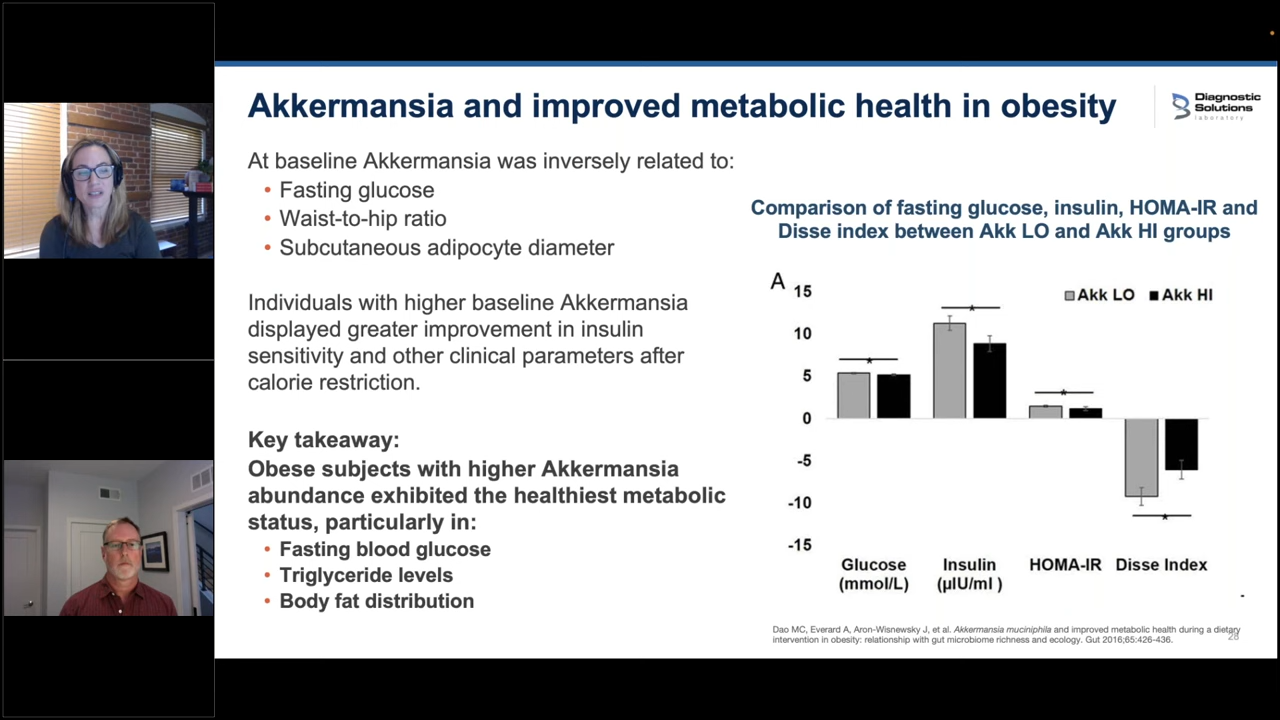 Akkermansia and improved metabolic health in obesity
Diagnostic
Solutions
laboratory
At baseline Akkermansia was inversely related to:
• Fasting glucose
• Waist-to-hip ratio
• Subcutaneous adipocyte diameter
Individuals with higher baseline Akkermansia
displayed greater improvement in insulin
sensitivity and other clinical parameters after
calorie restriction.
Key takeaway:
Obese subjects with higher Akkermansia
abundance exhibited the healthiest metabolic
status, particularly in:
• Fasting blood glucose
• Triglyceride levels
• Body fat distribution
Comparison of fasting glucose, insulin, HOMA-IR and
Disse index between Akk LO and Akk HI groups
A
Akk LO Akk HI
15
10
5
0
-5
-10
-15
* * * *
Glucose
(mmol/L)
Insulin
(µIU/ml )
HOMA-IR
Disse Index
Dao MC, Everard A, Aron-Wisnewsky J, et al. Akkermansia muciniphila and improved metabolic health during a dietary
intervention in obesity: relationship with gut microbiome richness and ecology. Gut 2016;65:426-436.
28